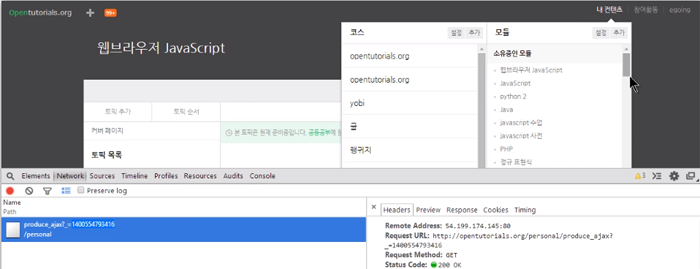 Opentutorials.org
99+
내 컨텐츠
참여활동
egoing
웹브라우저 JavaScript
코스
설정
추가
opentutorials.org
opentutorials.org
yobi
글
팽귀지
모듈
설정
추가
소유중인 모듈
웹브라우저 JavaScript
JavaScript
python 2
Java
javascript 수업
javascript 사전
PHP
정규 표현식
토픽 추가
토픽 순서
커버 페이지
본 토픽은 현재 준비중입니다. 공동공부에
토픽 목록
Elements Network Sources Timeline Profiles Resources Audits Console
3
Preserve log
Name
Path
produce_ajax?_=1400554793416
/personal
× Headers Preview Response Cookies Timing
Remote Address: 54.199.174.145:80
Request URL: http://opentutorials.org/personal/produce_ajax?
_=1400554793416
Request Method: GET
Status Code: 200 OK